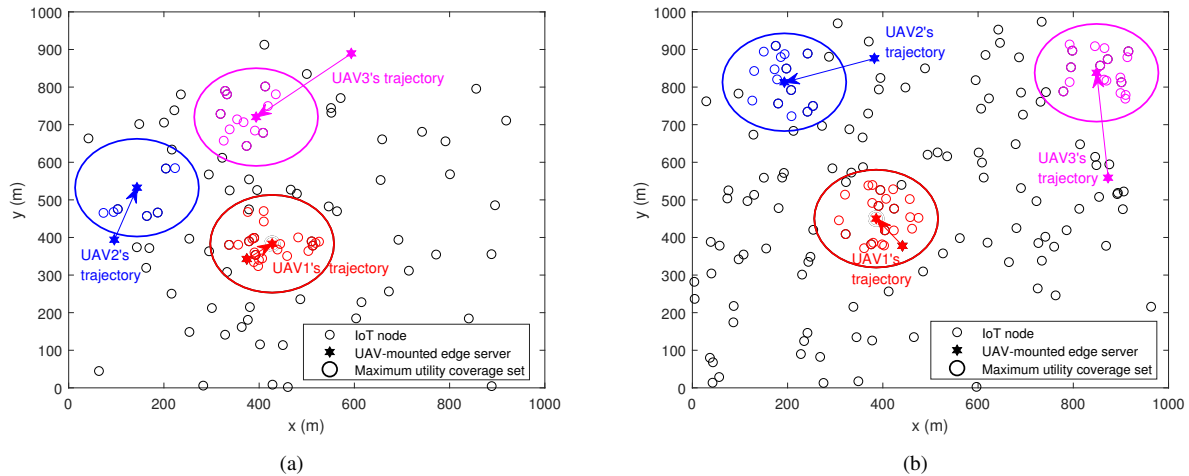 1000
900
800
700
600
500
400
300
200
100
0
y (m)
UAV3's trajectory
UAV2's
trajectory
UAV1's trajectory
IoT node
UAV-mounted edge server
Maximum utility coverage set
0
200
400
600
800
1000
x (m)
(a)
1000
900
800
700
600
500
400
300
200
100
0
y (m)
UAV2's
trajectory
UAV3's
trajectory
UAV1's
trajectory
IoT node
UAV-mounted edge server
Maximum utility coverage set
0
200
400
600
800
1000
x (m)
(b)